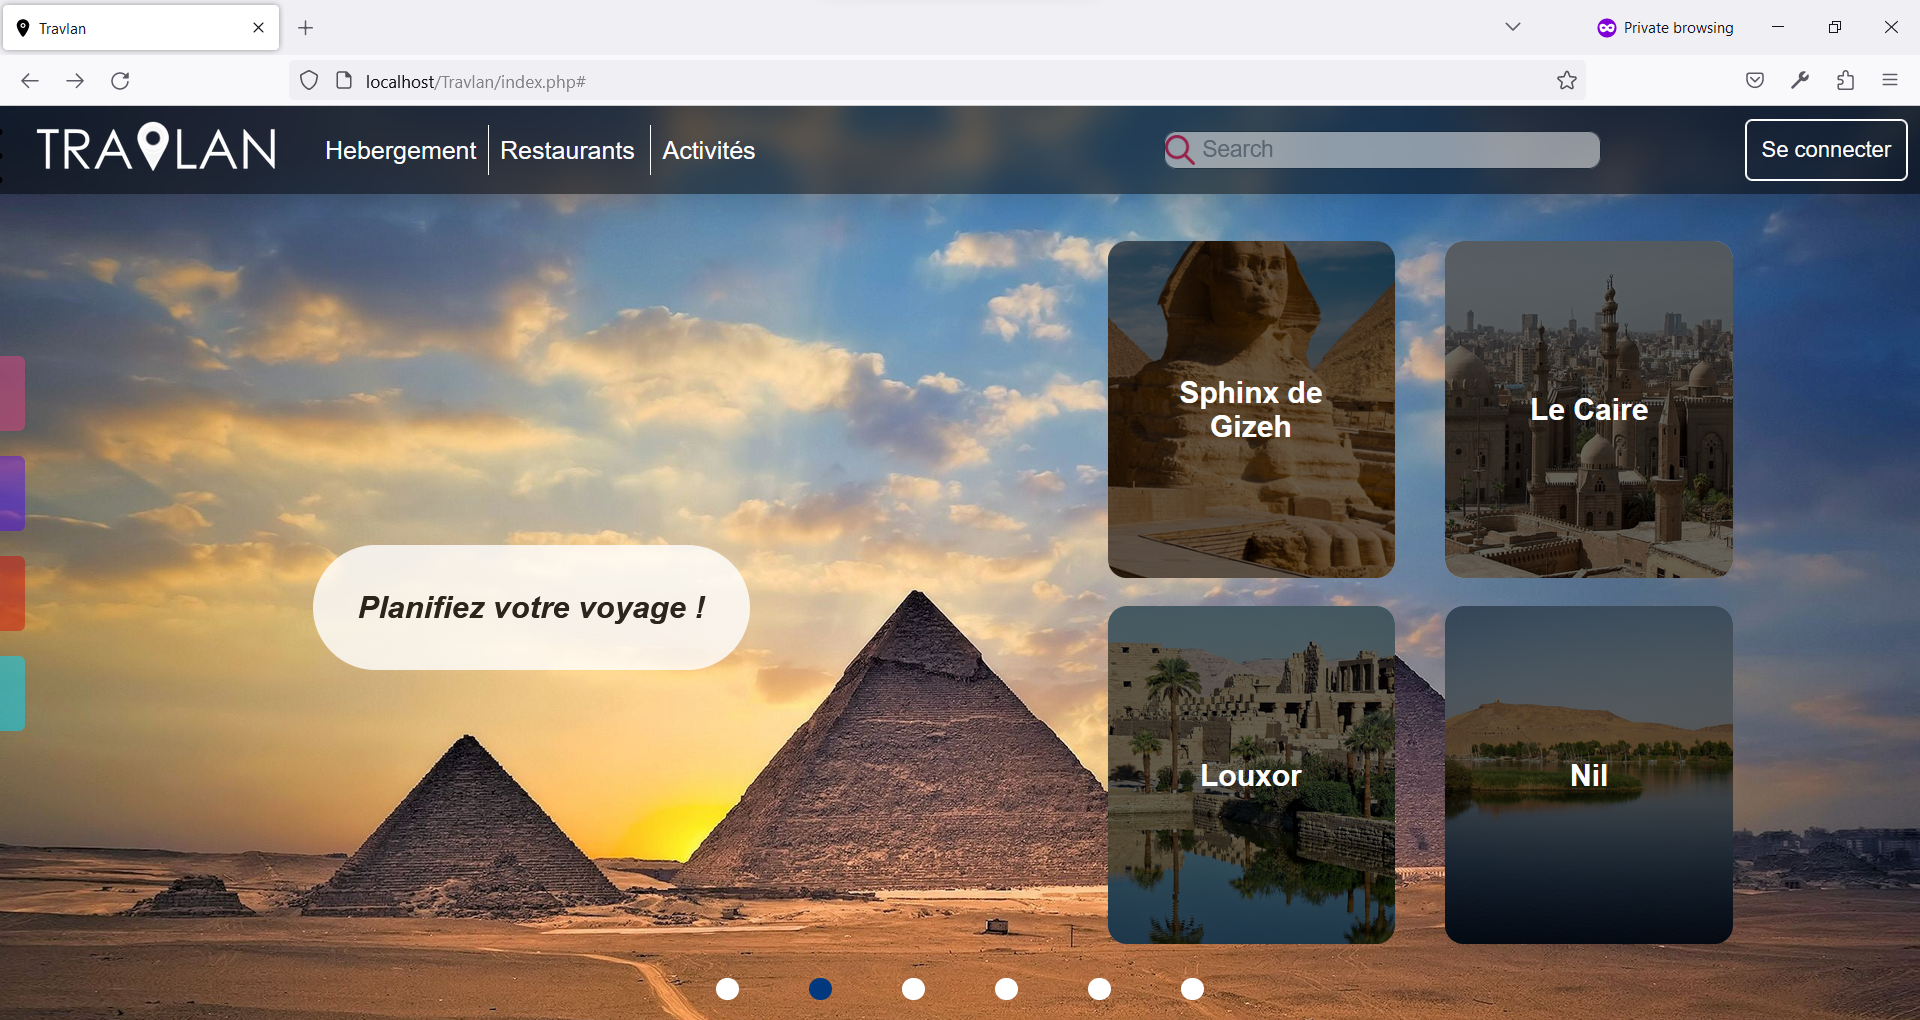 Travlan
Private browsing
localhost/Travlan/index.php#
TRAVLAN
Hebergement
Restaurants
Activités
Search
Se connecter
Sphinx de
Gizeh
Le Caire
Planifiez votre voyage !
Louxor
Nil